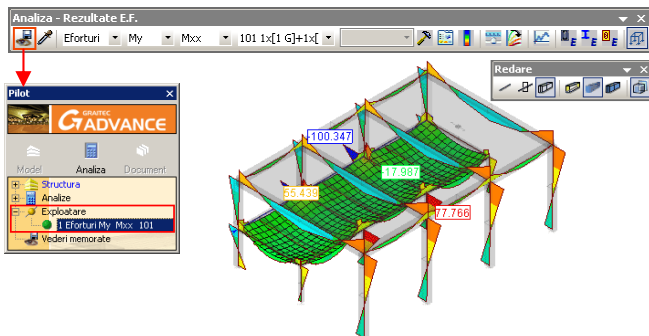 Analiza - Rezultate E.F.
Eforturi My Mxx 101 1x[1 G]+1x[
Redare
Pilot
GRAITEC
ADVANCE
Model Analiza Document
Structura
Analize
Exploatare
1 Eforturi My Mxx 101
Vederi memorate
-100.347
-17.987
55.439
77.766